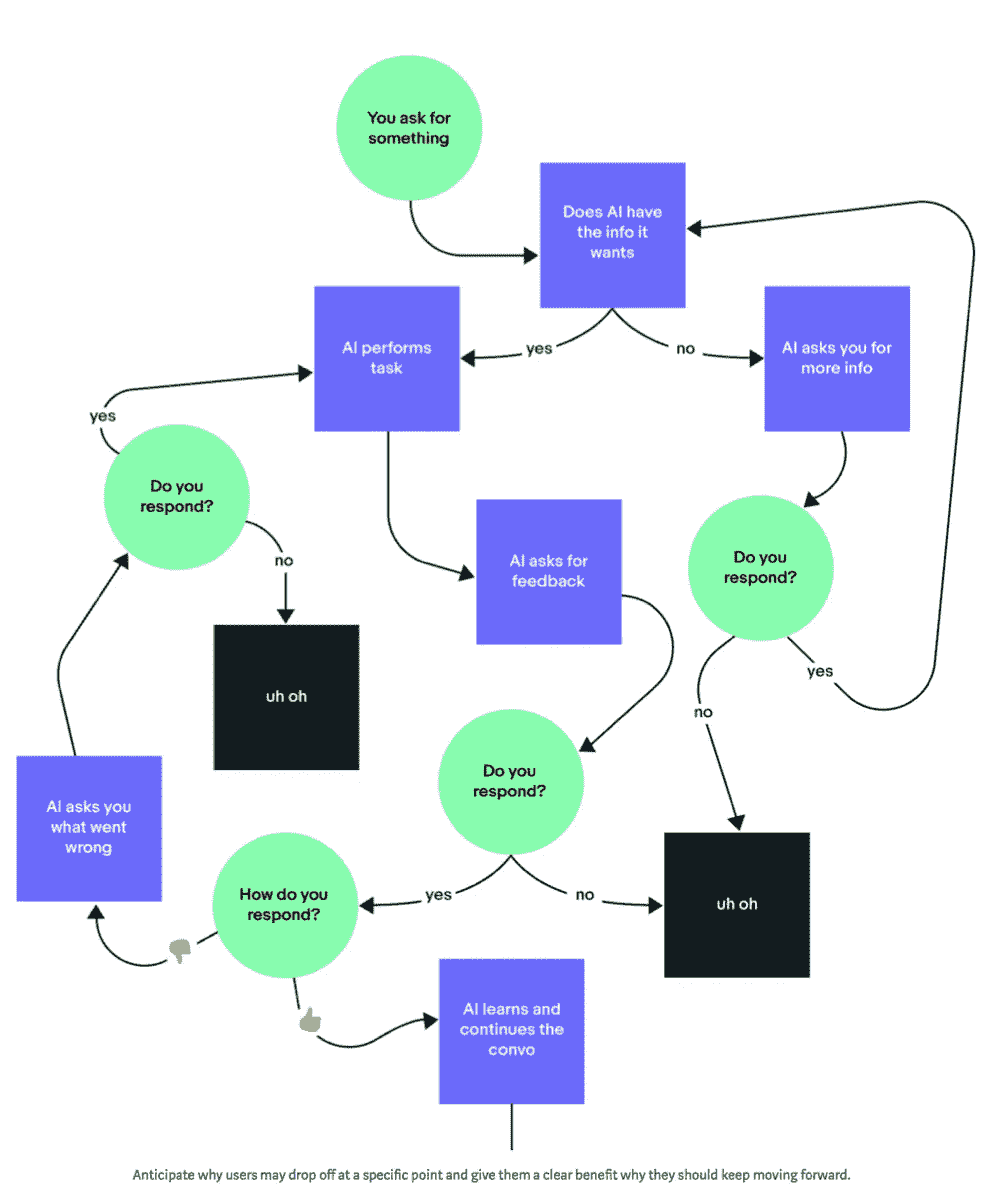 You ask for
something
Does AI have
the info it
wants
AI performs
task
yes
no
AI asks you for
more info
yes
Do you
respond?
no
AI asks for
feedback
Do you
respond?
uh oh
yes
no
Do you
respond?
AI asks you
what went
wrong
How do you
respond?
yes
no
uh oh
AI learns and
continues the
convo
Anticipate why users may drop off at a specific point and give them a clear benefit why they should keep moving forward.